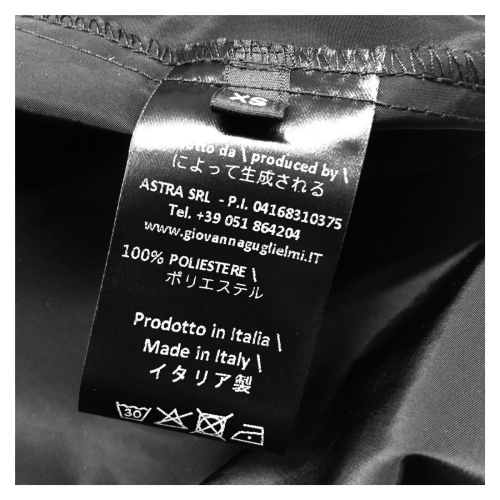 XS
otto da \ produced by \
によって生成される
ASTRA SRL - P.I. 04168310375
Tel. +39 051 864204
www.giovannaguglielmi.IT
100% POLIESTERE \
ポリエステル
Prodotto in Italia \
Made in Italy \
イタリア製
30